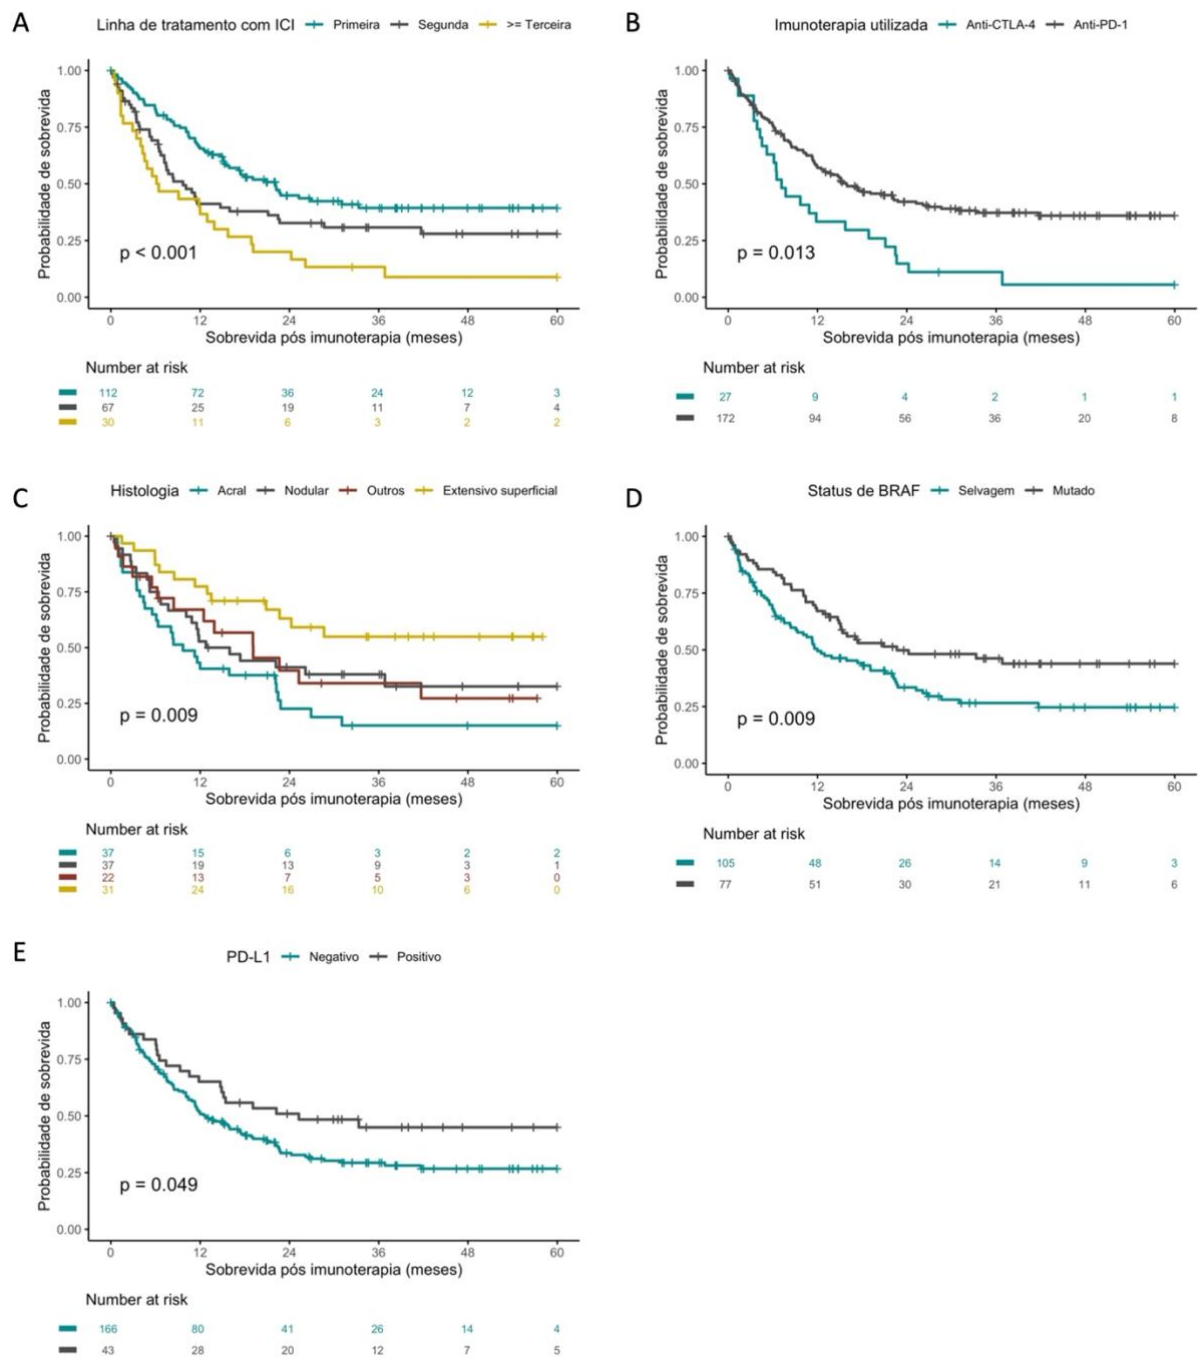 A
Linha de tratamento com ICI Primeira Segunda >= Terceira
Probabilidade de sobrevida
1.00
0.75
0.50
0.25
0.00
p < 0.001
0 12 24 36 48 60
Sobrevida pós imunoterapia (meses)
Number at risk
112 72 36 24 12 3
67 25 19 11 7 4
30 11 6 3 2 2
B
Imunoterapia utilizada Anti-CTLA-4 Anti-PD-1
Probabilidade de sobrevida
1.00
0.75
0.50
0.25
0.00
p = 0.013
0 12 24 36 48 60
Sobrevida pós imunoterapia (meses)
Number at risk
27 9 4 2 1 1
172 94 56 36 20 8
C
Histologia Acral Nodular Outros Extensivo superficial
Probabilidade de sobrevida
1.00
0.75
0.50
0.25
0.00
p = 0.009
0 12 24 36 48 60
Sobrevida pós imunoterapia (meses)
Number at risk
37 15 6 3 2 2
37 19 13 9 3 1
22 13 7 5 3 0
31 24 16 10 6 0
D
Status de BRAF Selvagem Mutado
Probabilidade de sobrevida
1.00
0.75
0.50
0.25
0.00
p = 0.009
0 12 24 36 48 60
Sobrevida pós imunoterapia (meses)
Number at risk
105 48 26 14 9 3
77 51 30 21 11 6
E
PD-L1 Negativo Positivo
Probabilidade de sobrevida
1.00
0.75
0.50
0.25
0.00
p = 0.049
0 12 24 36 48 60
Sobrevida pós imunoterapia (meses)
Number at risk
166 80 41 26 14 4
43 28 20 12 7 5